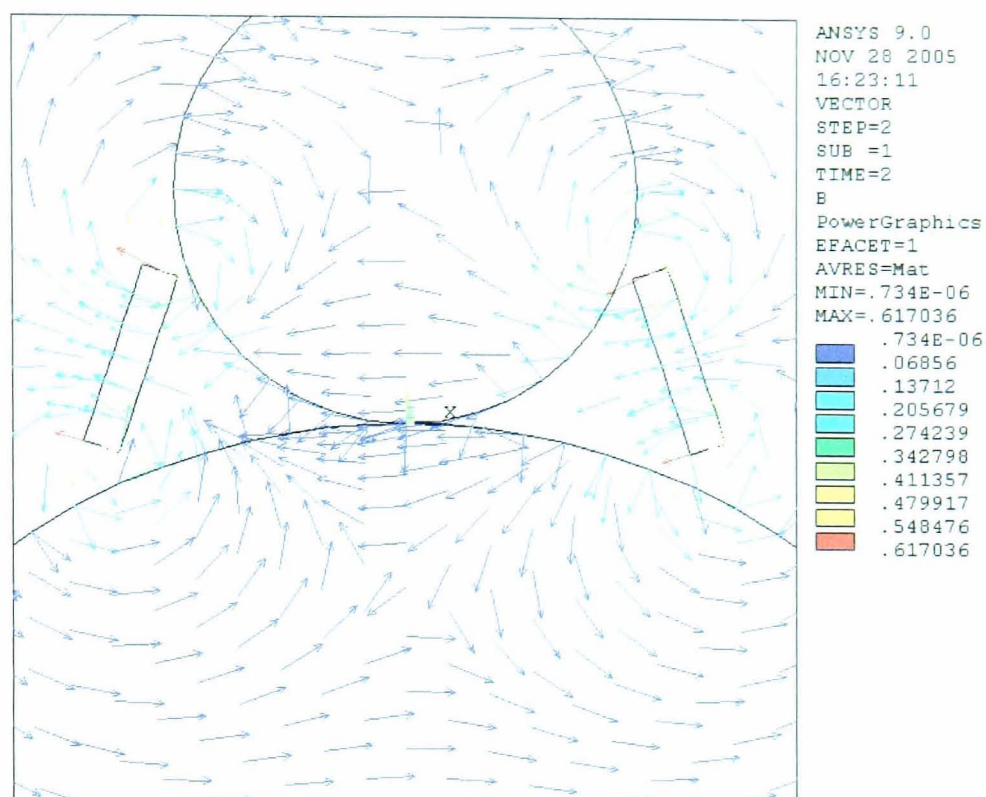 ANSYS 9.0
NOV 28 2005
16:23:11
VECTOR
STEP=2
SUB =1
TIME=2
B
PowerGraphics
EFACET=1
AVRES=Mat
MIN=.734E-06
MAX=.617036
.734E-06
.06856
.13712
.205679
.274239
.342798
.411357
.479917
.548476
.617036
X